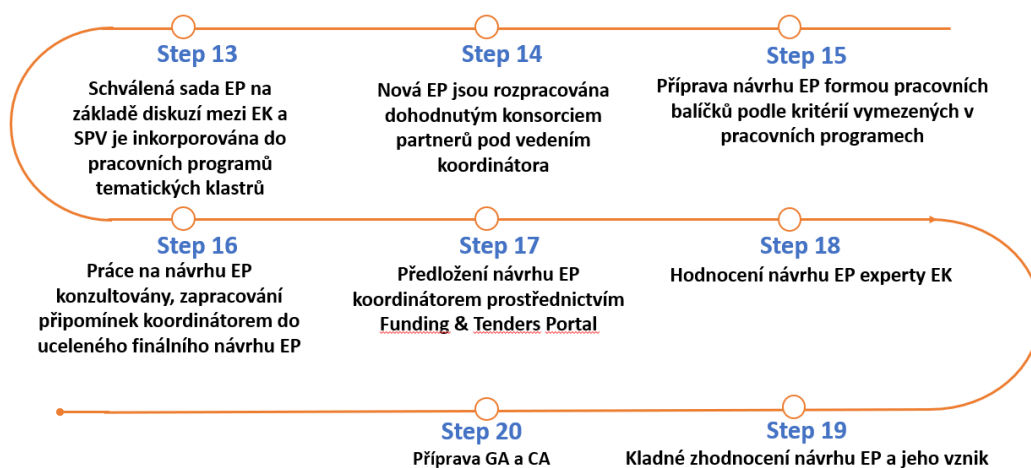 Step 13
Schválená sada EP na
základě diskuzí mezi EK a
SPV je inkorporována do
pracovních programů
tematických klastrů
Step 14
Nová EP jsou rozpracována
dohodnutým konsorciem
partnerů pod vedením
koordinátora
Step 15
Příprava návrhu EP formou pracovních
balíčků podle kritérií vymezených v
pracovních programech
Step 16
Práce na návrhu EP
konzultovány, zapracování
připomínek koordinátorem do
uceleného finálního návrhu EP
Step 17
Předložení návrhu EP
koordinátorem prostřednictvím
Funding & Tenders Portal
Step 18
Hodnocení návrhu EP experty EK
Step 19
Kladné zhodnocení návrhu EP a jeho vznik
Step 20
Příprava GA a CA